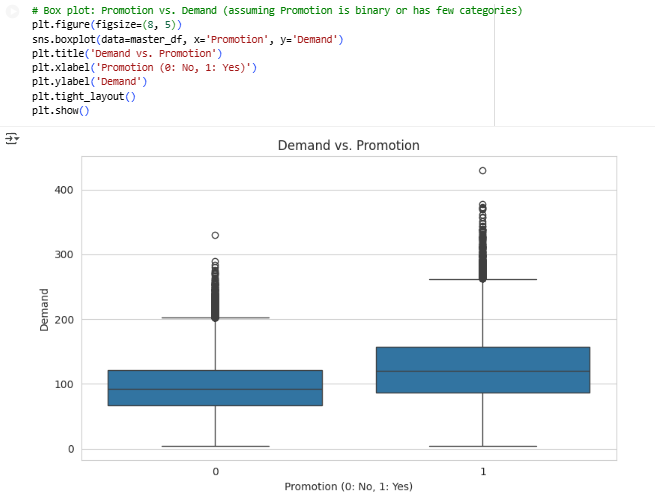 # Box plot: Promotion vs. Demand (assuming Promotion is binary or has few categories)
plt.figure(figsize=(8, 5))
sns.boxplot(data=master_df, x='Promotion', y='Demand')
plt.title('Demand vs. Promotion')
plt.xlabel('Promotion (0: No, 1: Yes)')
plt.ylabel('Demand')
plt.tight_layout()
plt.show()
Demand vs. Promotion
400
300
200
100
0
Demand
0 1
Promotion (0: No, 1: Yes)